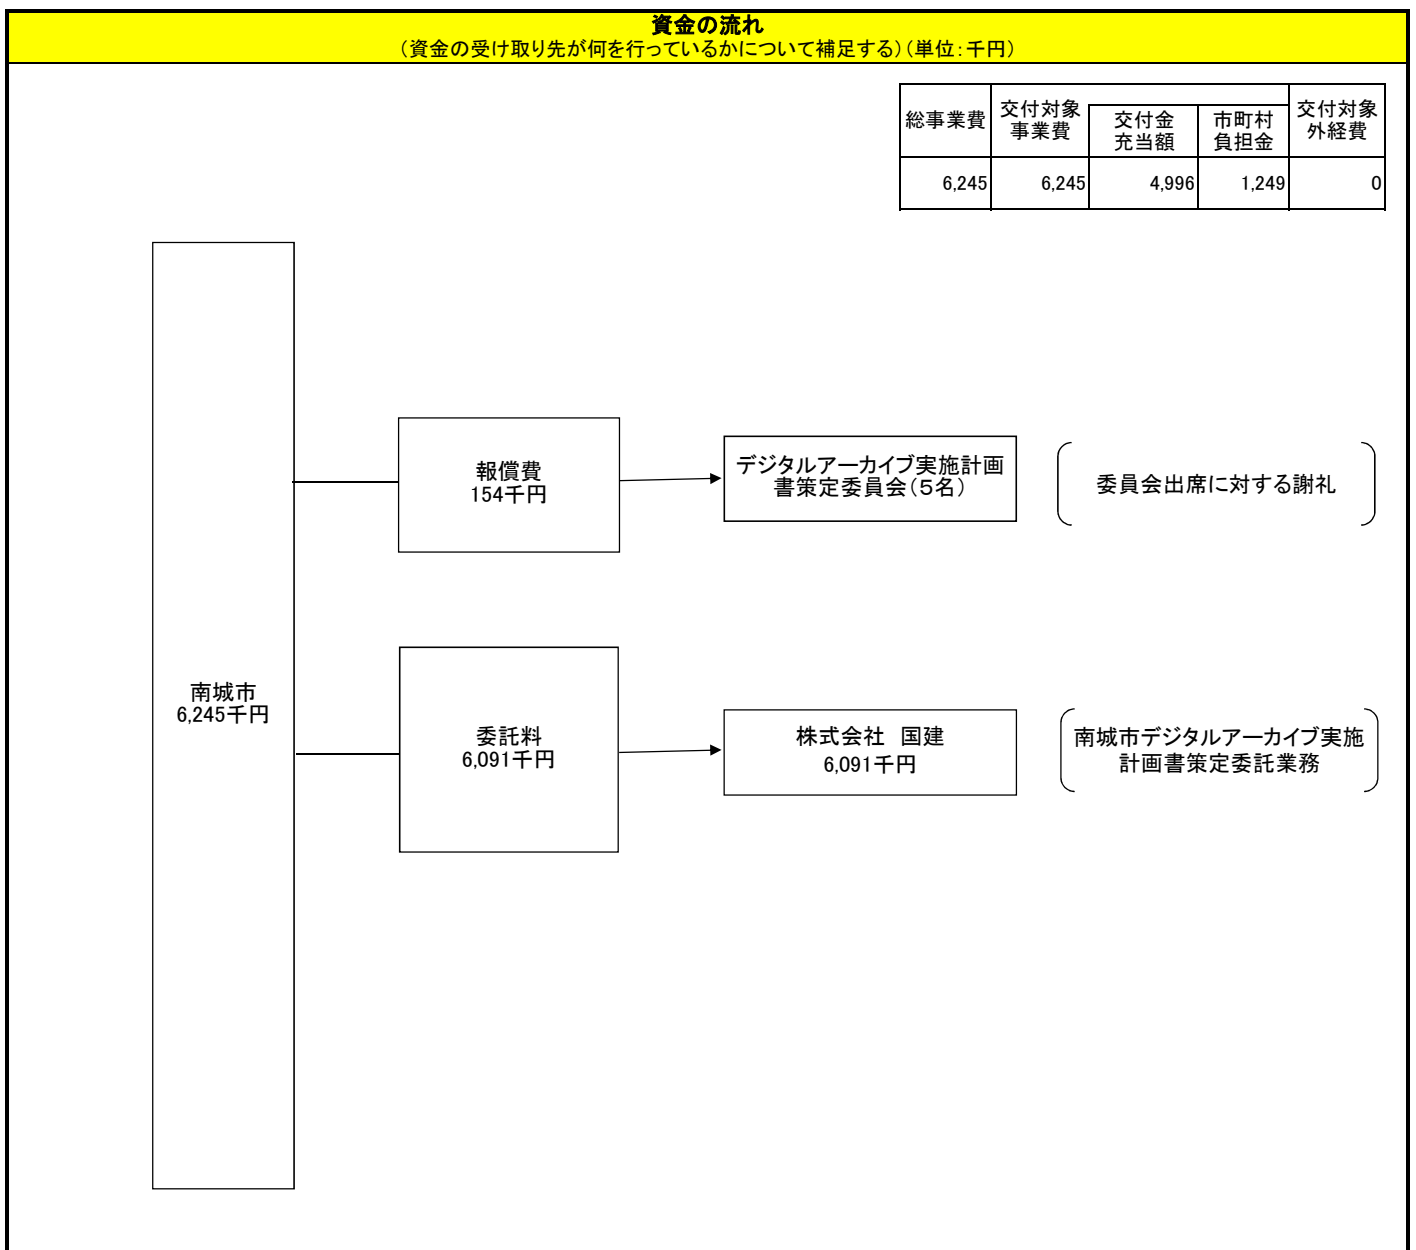 資金の流れ
（資金の受け取り先が何を行っているかについて補足する）（単位：千円）
総事業費
交付対象
事業費
交付金
充当額
市町村
負担金
交付対象
外経費
6,245
6,245
4,996
1,249
0
南城市
6,245千円
報償費
154千円
デジタルアーカイブ実施計画
書策定委員会（５名）
委員会出席に対する謝礼
委託料
6,091千円
株式会社　国建
6,091千円
南城市デジタルアーカイブ実施
計画書策定委託業務